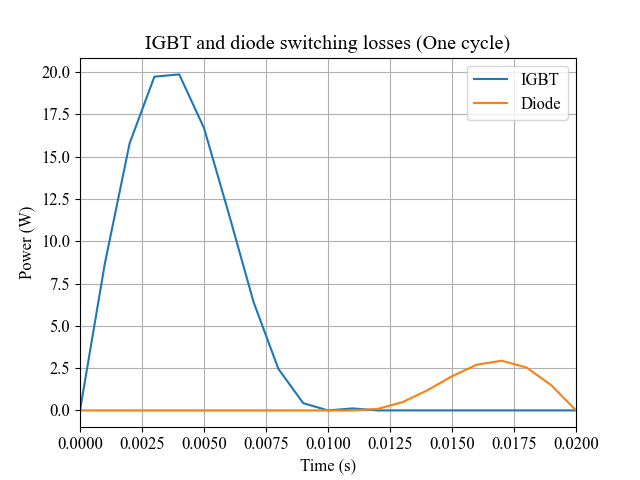 IGBT and diode switching losses (One cycle)
IGBT
Diode
Power (W)
20.0
17.5
15.0
12.5
10.0
7.5
5.0
2.5
0.0
0.0000 0.0025 0.0050 0.0075 0.0100 0.0125 0.0150 0.0175 0.0200
Time (s)